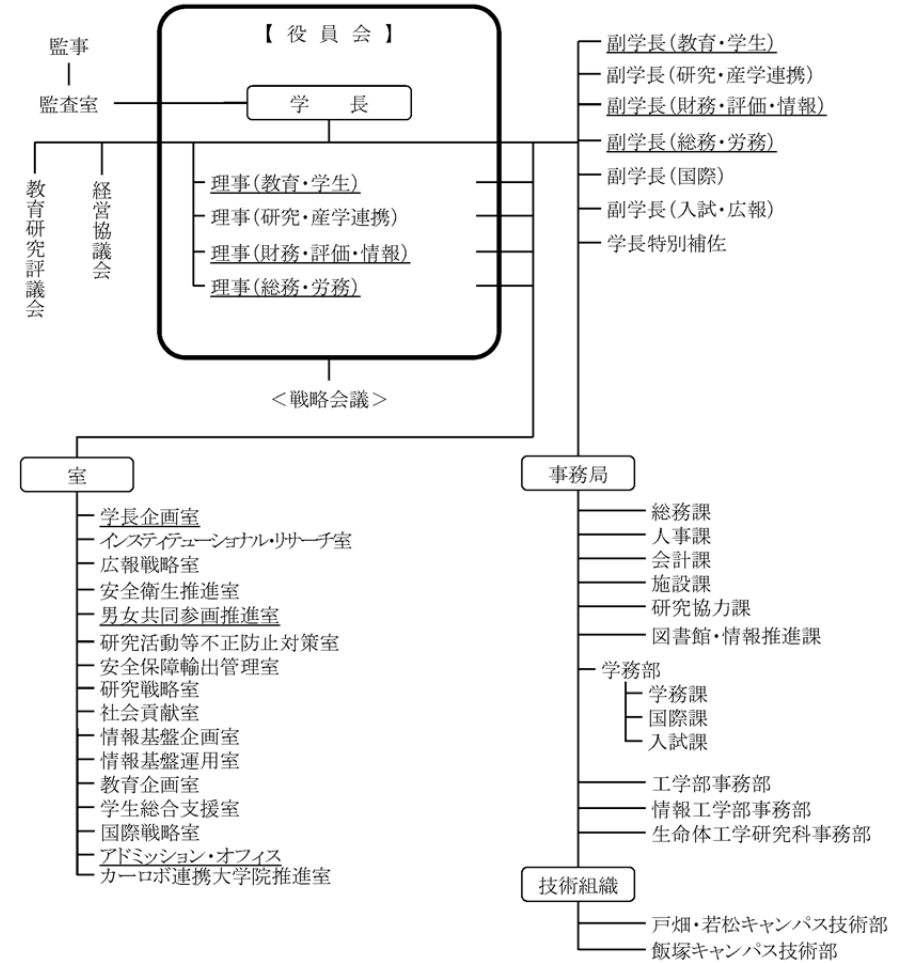 【 役 員 会 】
監事
監査室
学 長
教育研究評議会
経営協議会
理事（教育・学生）
理事（研究・産学連携）
理事（財務・評価・情報）
理事（総務・労務）
＜戦略会議＞
副学長（教育・学生）
副学長（研究・産学連携）
副学長（財務・評価・情報）
副学長（総務・労務）
副学長（国際）
副学長（入試・広報）
学長特別補佐
室
学長企画室
インスティテューショナル・リサーチ室
広報戦略室
安全衛生推進室
男女共同参画推進室
研究活動等不正防止対策室
安全保障輸出管理室
研究戦略室
社会貢献室
情報基盤企画室
情報基盤運用室
教育企画室
学生総合支援室
国際戦略室
アドミッション・オフィス
カーロボ連携大学院推進室
事務局
総務課
人事課
会計課
施設課
研究協力課
図書館・情報推進課
学務部
学務課
国際課
入試課
工学部事務部
情報工学部事務部
生命体工学研究科事務部
技術組織
戸畑・若松キャンパス技術部
飯塚キャンパス技術部